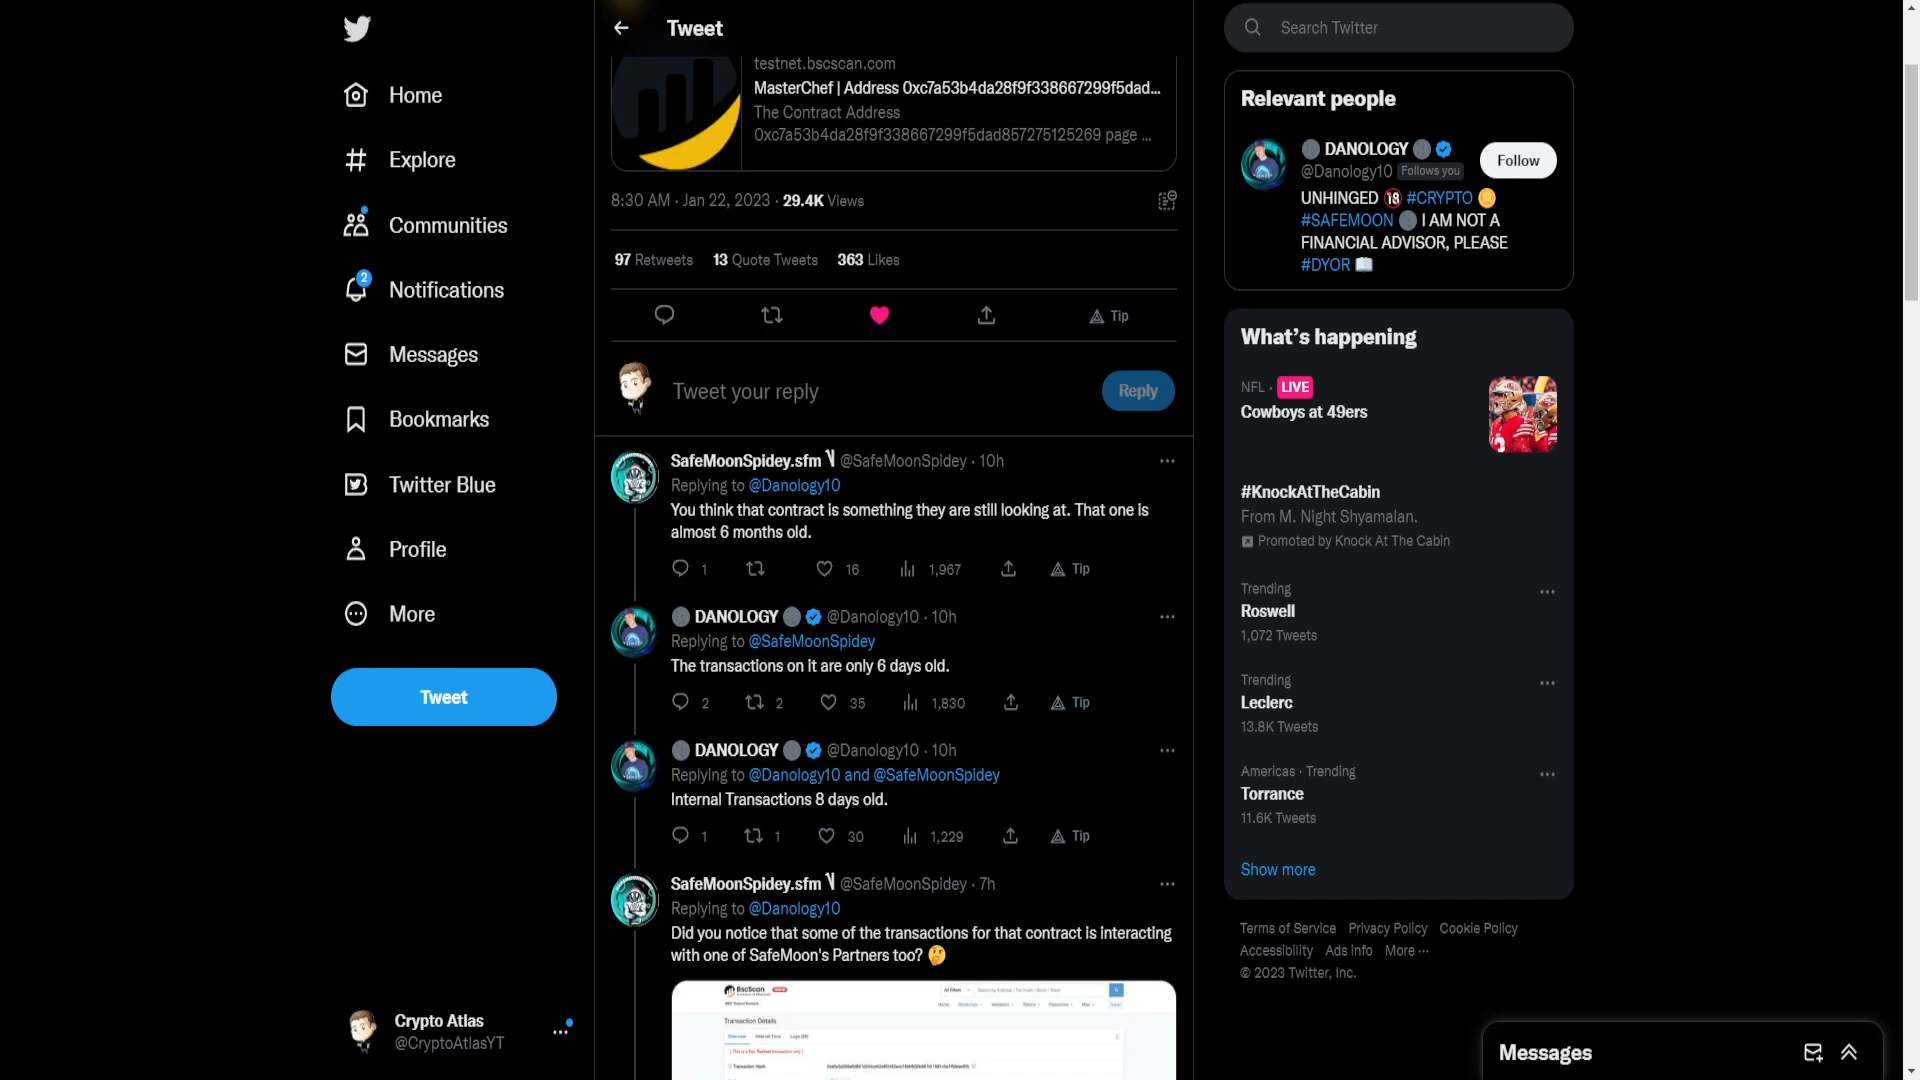 Home
Explore
Communities
2
Notifications
Messages
Bookmarks
Twitter Blue
Profile
More
Tweet
Crypto Atlas
@CryptoAtlasYT
Tweet
testnet.bscscan.com
MasterChef | Address 0xc7a53b4da28f9f338667299f5dad...
The Contract Address
0xc7a53b4da28f9f338667299f5dad857275125269 page ...
8:30 AM · Jan 22, 2023 · 29.4K Views
97 Retweets 13 Quote Tweets 363 Likes
Tip
Tweet your reply
Reply
SafeMoonSpidey.sfm @SafeMoonSpidey · 10h
Replying to @Danology10
You think that contract is something they are still looking at. That one is
almost 6 months old.
1 16 1,967 Tip
DANOLOGY @Danology10 · 10h
Replying to @SafeMoonSpidey
The transactions on it are only 6 days old.
2 2 35 1,830 Tip
DANOLOGY @Danology10 · 10h
Replying to @Danology10 and @SafeMoonSpidey
Internal Transactions 8 days old.
1 1 30 1,229 Tip
SafeMoonSpidey.sfm @SafeMoonSpidey · 7h
Replying to @Danology10
Did you notice that some of the transactions for that contract is interacting
with one of SafeMoon's Partners too? 🤔
BscScan
Transaction Details
Search Twitter
Relevant people
DANOLOGY
@Danology10 Follows you
Follow
UNHINGED 🔞 #CRYPTO 🪙
#SAFEMOON I AM NOT A
FINANCIAL ADVISOR, PLEASE
#DYOR 📖
What's happening
NFL · LIVE
Cowboys at 49ers
#KnockAtTheCabin
From M. Night Shyamalan.
Promoted by Knock At The Cabin
Trending
Roswell
1,072 Tweets
Trending
Leclerc
13.8K Tweets
Americas · Trending
Torrance
11.6K Tweets
Show more
Terms of Service Privacy Policy Cookie Policy
Accessibility Ads info More ...
© 2023 Twitter, Inc.
Messages